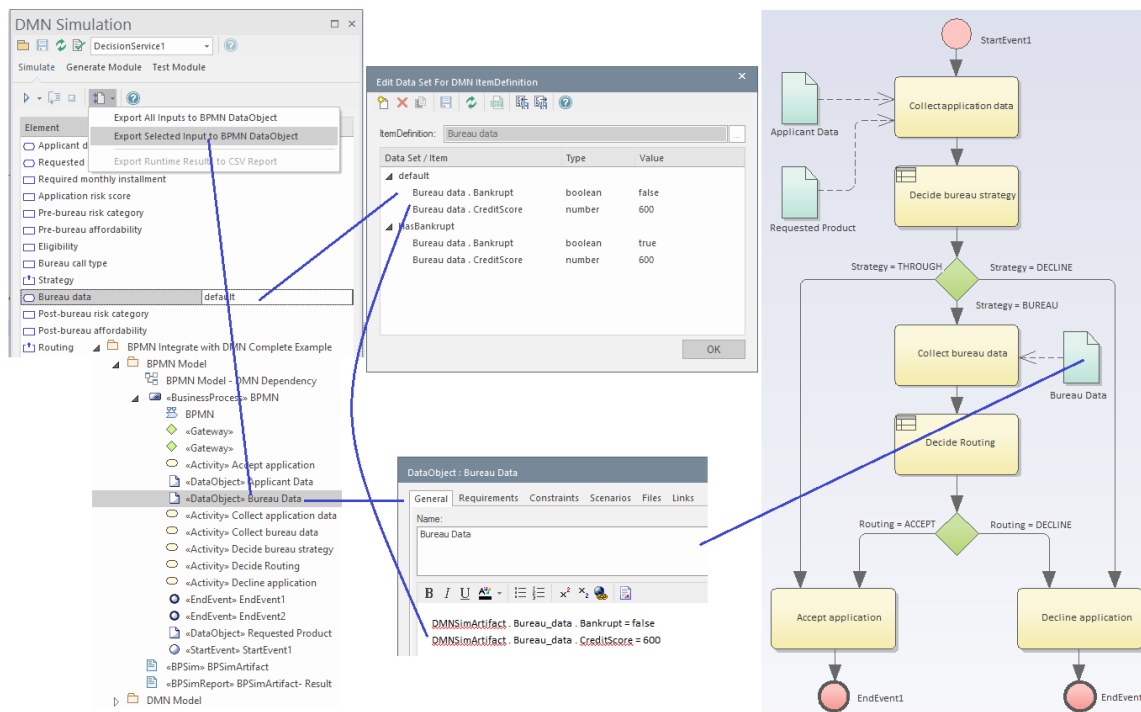 DMN Simulation
DecisionService1
Simulate Generate Module Test Module
Export All Inputs to BPMN DataObject
Export Selected Input to BPMN DataObject
Export Runtime Results to CSV Report
Element
Applicant d
Requested
Required monthly installment
Application risk score
Pre-bureau risk category
Pre-bureau affordability
Eligibility
Bureau call type
Strategy
Bureau data default
Post-bureau risk category
Post-bureau affordability
Routing
BPMN Integrate with DMN Complete Example
BPMN Model
BPMN Model - DMN Dependency
«BusinessProcess» BPMN
BPMN
«Gateway»
«Gateway»
«Activity» Accept application
«DataObject» Applicant Data
«DataObject» Bureau Data
«Activity» Collect application data
«Activity» Collect bureau data
«Activity» Decide bureau strategy
«Activity» Decide Routing
«Activity» Decline application
«EndEvent» EndEvent1
«EndEvent» EndEvent2
«DataObject» Requested Product
«StartEvent» StartEvent1
«BPSim» BPSimArtifact
«BPSimReport» BPSimArtifact- Result
DMN Model
Edit Data Set For DMN ItemDefinition
ItemDefinition: Bureau data ...
Data Set / Item Type Value
default
Bureau data . Bankrupt boolean false
Bureau data . CreditScore number 600
HasBankrupt
Bureau data . Bankrupt boolean true
Bureau data . CreditScore number 600
OK
DataObject : Bureau Data
General Requirements Constraints Scenarios Files Links
Name:
Bureau Data
B I U A x² x₂
DMNSimArtifact . Bureau_data . Bankrupt = false
DMNSimArtifact . Bureau_data . CreditScore = 600
StartEvent1
Collect application data
Applicant Data
Decide bureau strategy
Requested Product
Strategy = THROUGH
Strategy = DECLINE
Strategy = BUREAU
Collect bureau data
Bureau Data
Decide Routing
Routing = ACCEPT
Routing = DECLINE
Accept application
Decline application
EndEvent1
EndEvent